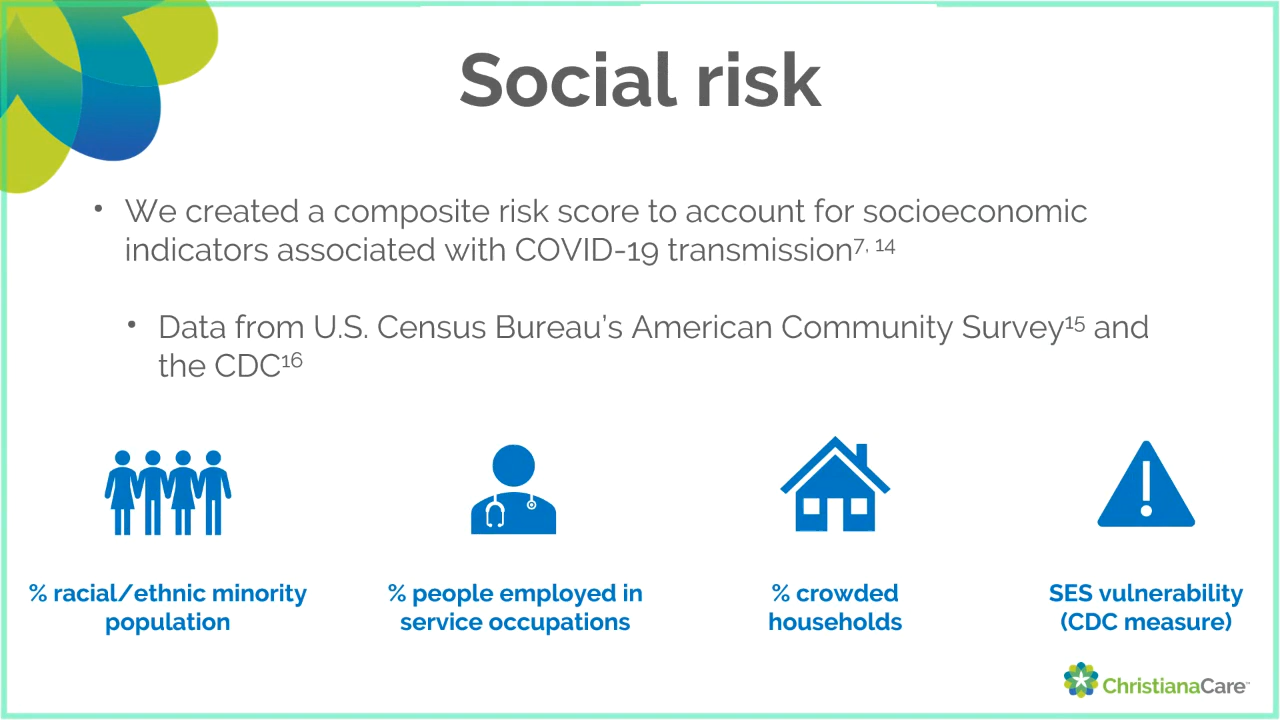 Social risk
• We created a composite risk score to account for socioeconomic
indicators associated with COVID-19 transmission⁷, ¹⁴
• Data from U.S. Census Bureau’s American Community Survey¹⁵ and
the CDC¹⁶
% racial/ethnic minority
population
% people employed in
service occupations
% crowded
households
SES vulnerability
(CDC measure)
ChristianaCare™